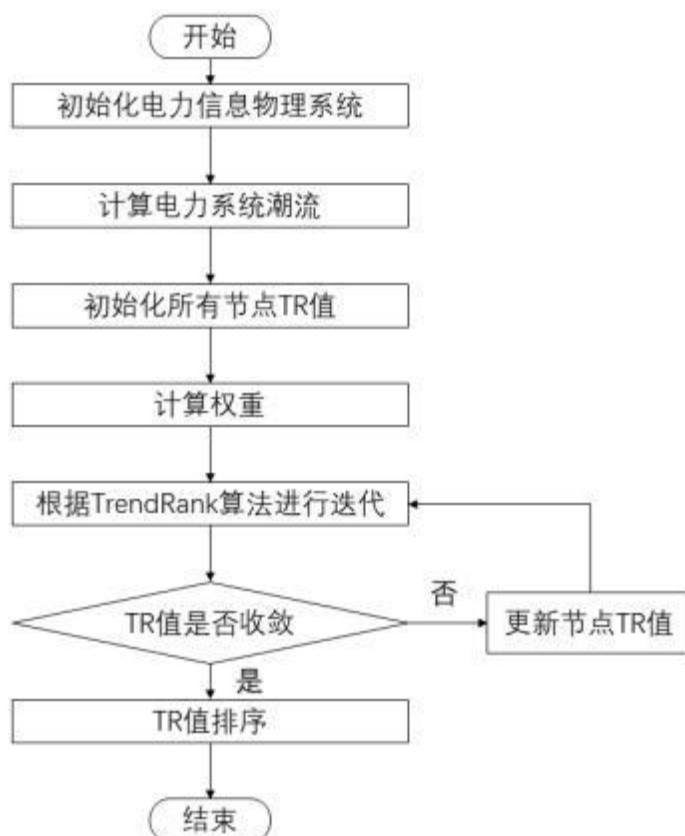 开始
初始化电力信息物理系统
计算电力系统潮流
初始化所有节点TR值
计算权重
根据TrendRank算法进行迭代
TR值是否收敛
否
更新节点TR值
是
TR值排序
结束